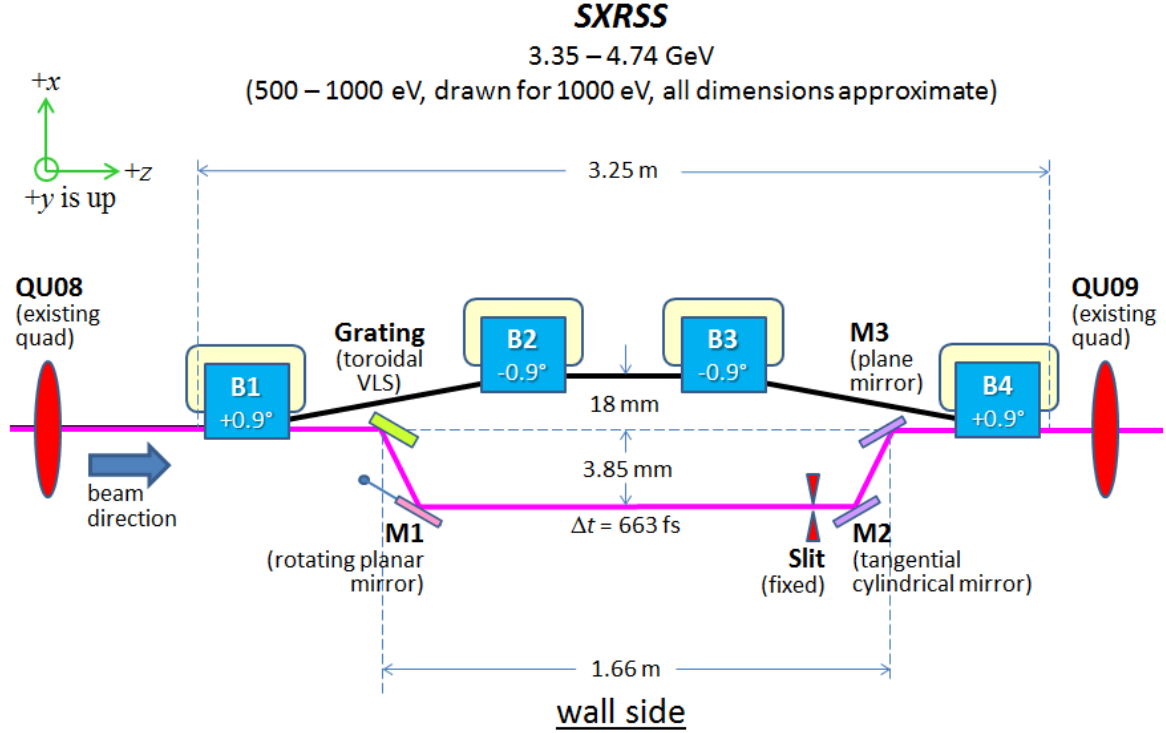 SXRSS
3.35 – 4.74 GeV
(500 – 1000 eV, drawn for 1000 eV, all dimensions approximate)
+x
+z
+y is up
3.25 m
QU08
(existing
quad)
Grating
(toroidal
VLS)
B1
+0.9°
B2
-0.9°
B3
-0.9°
M3
(plane
mirror)
B4
+0.9°
QU09
(existing
quad)
18 mm
3.85 mm
beam
direction
Δt = 663 fs
M1
(rotating planar
mirror)
Slit
(fixed)
M2
(tangential
cylindrical mirror)
1.66 m
wall side